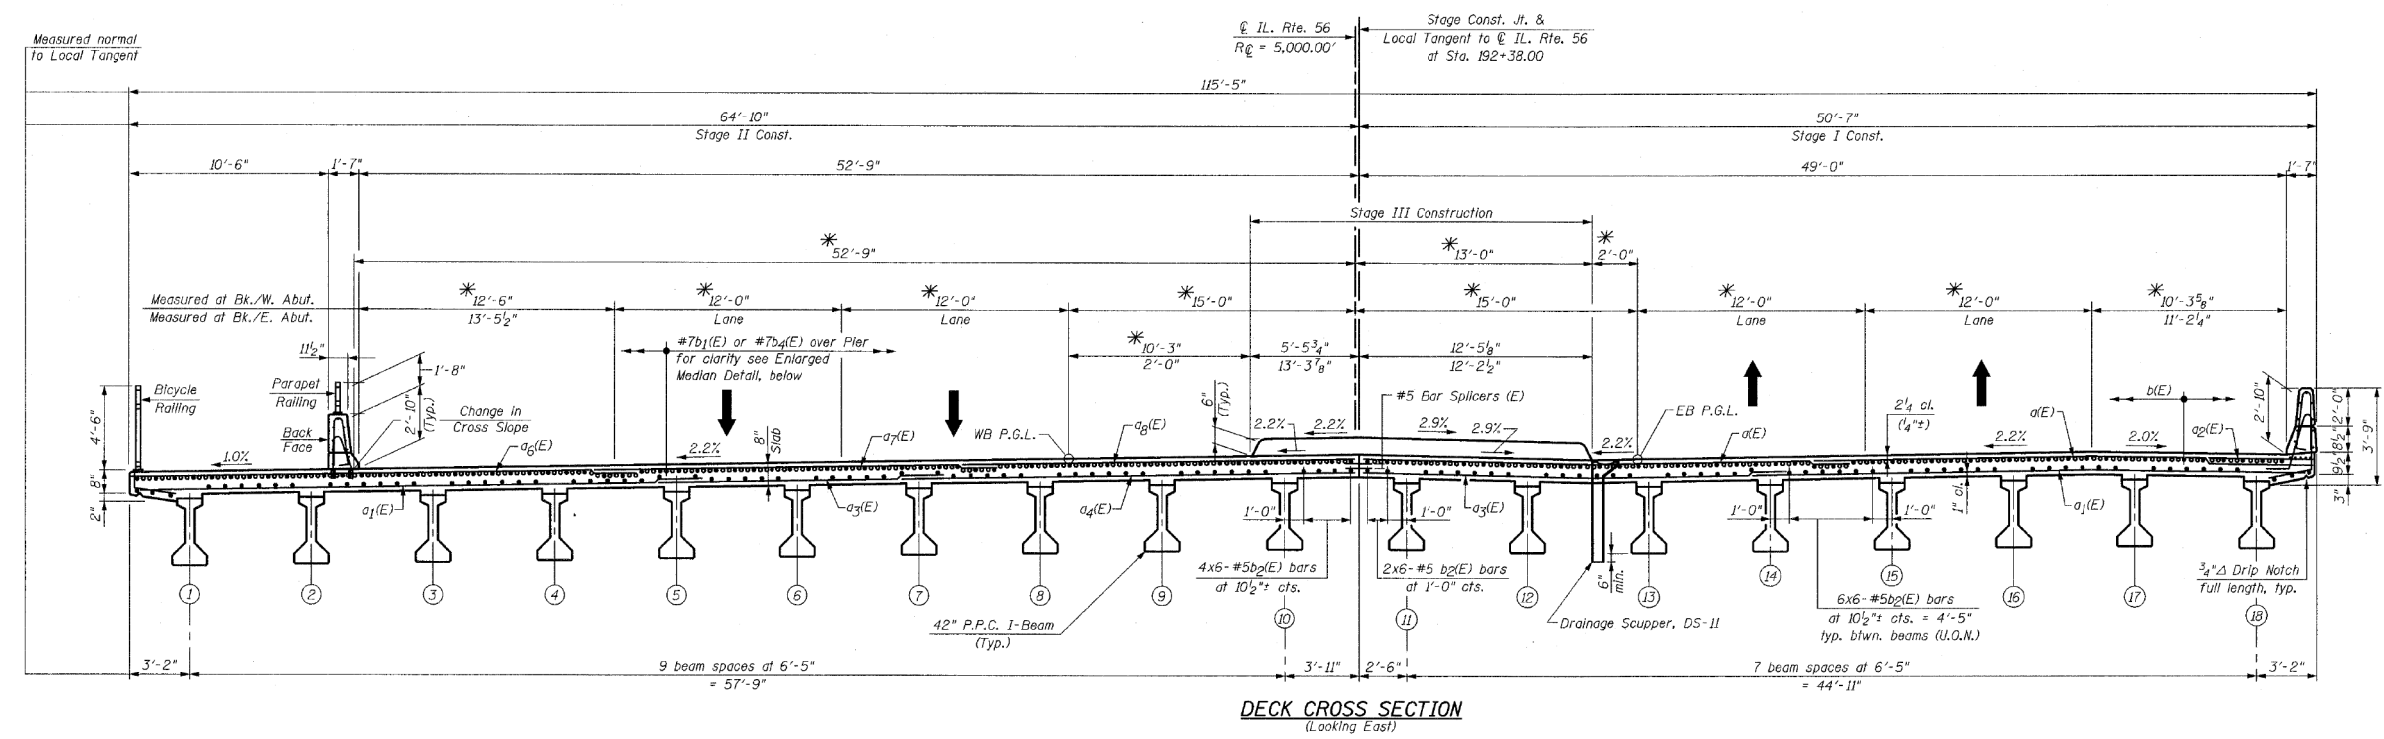 Measured normal
to Local Tangent
℄ IL. Rte. 56
R℄ = 5,000.00'
Stage Const. Jt. &
Local Tangent to ℄ IL. Rte. 56
at Sta. 192+38.00
115'-5"
64'-10"
Stage II Const.
50'-7"
Stage I Const.
10'-6"
1'-7"
52'-9"
49'-0"
1'-7"
Stage III Construction
* 52'-9"
* 13'-0"
* 2'-0"
Measured at Bk./W. Abut.
Measured at Bk./E. Abut.
* 12'-6"
13'-5½"
* 12'-0"
Lane
* 12'-0"
Lane
* 15'-0"
* 15'-0"
* 12'-0"
Lane
* 12'-0"
Lane
* 10'-3⅝"
11'-2¼"
* 10'-3"
2'-0"
5'-5¾"
13'-3⅞"
12'-5⅛"
12'-2½"
11½"
1'-8"
2'-10"
(Typ.)
#7b1(E) or #7b4(E) over Pier
for clarity see Enlarged
Median Detail, below
Bicycle
Railing
Parapet
Railing
Back
Face
Change in
Cross Slope
4'-6"
8"
2"
1.0%
a6(E)
2.2%
8"
Slab
a7(E)
WB P.G.L.
a8(E)
6"
(Typ.)
2.2%
2.2%
2.9%
2.9%
#5 Bar Splicers (E)
2.2%
EB P.G.L.
a(E)
2¼ cl.
(¼"±)
2.2%
a(E)
2.0%
b(E)
a2(E)
2'-10"
2'-0"
8½"
9½"
3'-9"
3"
a1(E)
a3(E)
a4(E)
a3(E)
1" cl.
a1(E)
1'-0"
1'-0"
1'-0"
1'-0"
4x6-#5b2(E) bars
at 10½"± cts.
2x6-#5 b2(E) bars
at 1'-0" cts.
6"
min.
6x6-#5b2(E) bars
at 10½"± cts. = 4'-5"
typ. btwn. beams (U.O.N.)
¾"Δ Drip Notch
full length, typ.
1 2 3 4 5 6 7 8 9 10 11 12 13 14 15 16 17 18
42" P.P.C. I-Beam
(Typ.)
Drainage Scupper, DS-11
3'-2"
9 beam spaces at 6'-5"
= 57'-9"
3'-11"
2'-6"
7 beam spaces at 6'-5"
= 44'-11"
3'-2"
DECK CROSS SECTION
(Looking East)